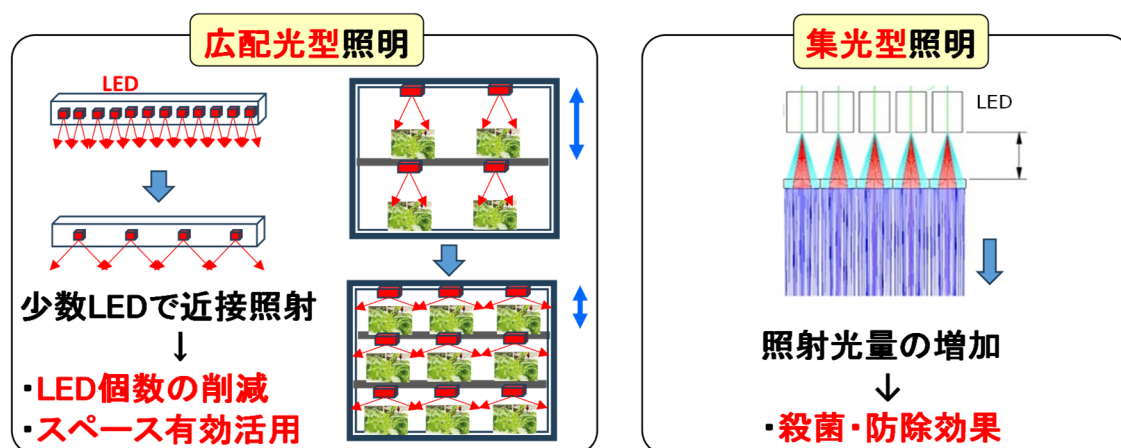 広配光型照明
LED
少数LEDで近接照射
↓
・LED個数の削減
・スペース有効活用
集光型照明
LED
照射光量の増加
↓
・殺菌・防除効果